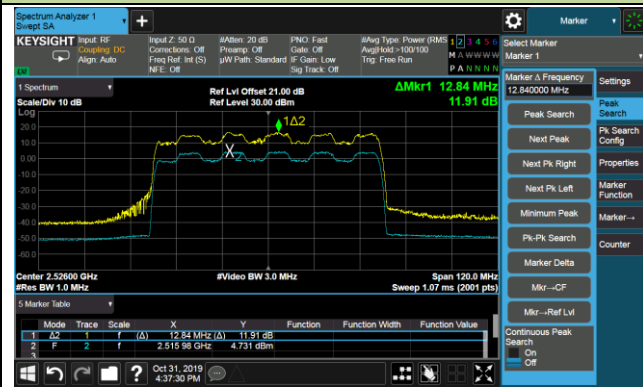 Spectrum Analyzer 1
Swept SA
Marker
KEYSIGHT
Input: RF
Coupling: DC
Align: Auto
Input Z: 50 Ω
Corrections: Off
Freq Ref: Int (S)
NFE: Off
#Atten: 20 dB
Preamp: Off
µW Path: Standard
PNO: Fast
Gate: Off
IF Gain: Low
Sig Track: Off
#Avg Type: Power (RMS
Avg|Hold:>100/100
Trig: Free Run
1 2 3 4 5 6
M A W W W W
P A N N N N
Select Marker
Marker 1
1 Spectrum
Scale/Div 10 dB
Log
Ref Lvl Offset 21.00 dB
Ref Level 30.00 dBm
ΔMkr1 12.84 MHz
11.91 dB
20.0
10.0
0.00
-10.0
-20.0
-30.0
-40.0
-50.0
-60.0
1Δ2
X2
Center 2.52600 GHz
#Res BW 1.0 MHz
#Video BW 3.0 MHz
Span 120.0 MHz
Sweep 1.07 ms (2001 pts)
5 Marker Table
Mode Trace Scale X Y Function Function Width Function Value
1 Δ2 1 f (Δ) 12.84 MHz (Δ) 11.91 dB
2 F 2 f 2.515 98 GHz 4.731 dBm
3
Oct 31, 2019
4:37:30 PM
Marker Δ Frequency
12.840000 MHz
Peak Search
Next Peak
Next Pk Right
Next Pk Left
Minimum Peak
Pk-Pk Search
Marker Delta
Mkr→CF
Mkr→Ref Lvl
Continuous Peak
Search
On
Off
Settings
Peak
Search
Pk Search
Config
Properties
Marker
Function
Marker→
Counter